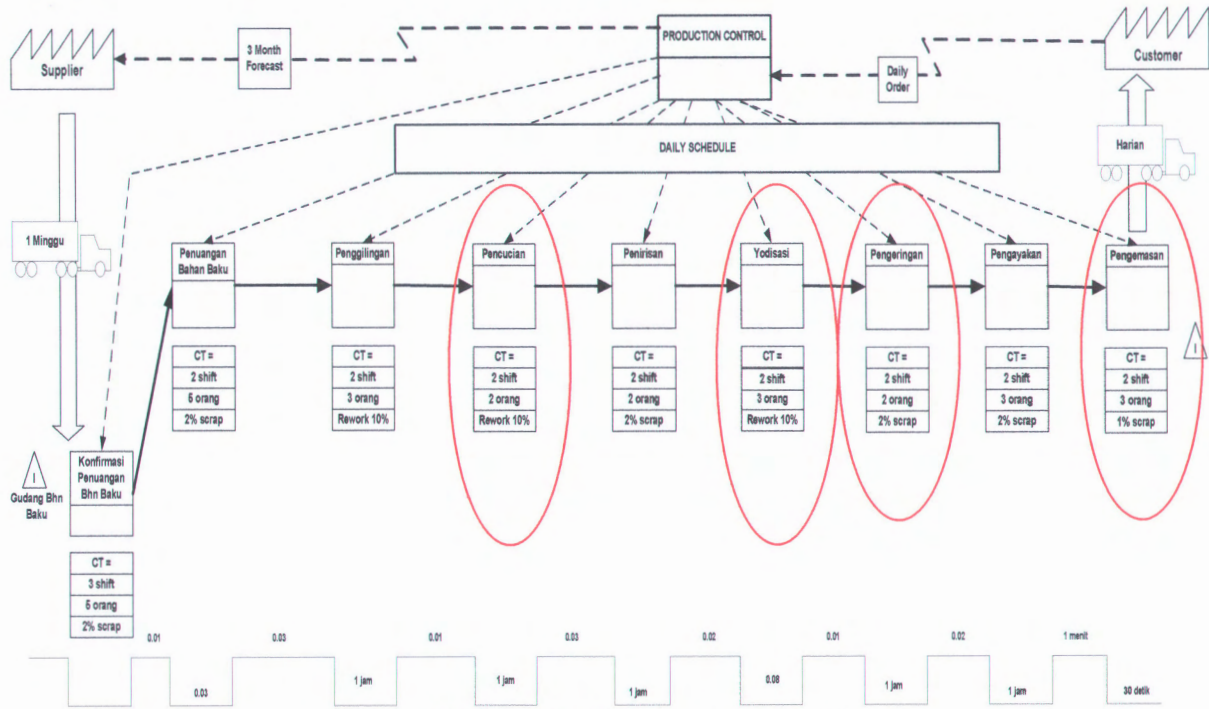 Supplier
3 Month
Forecast
PRODUCTION CONTROL
Daily
Order
Customer
DAILY SCHEDULE
Harian
1 Minggu
Penuangan
Bahan Baku
Penggilingan
Pencucian
Penirisan
Yodisasi
Pengeringan
Pengayakan
Pengemasan
I
CT =
2 shift
5 orang
2% scrap
CT =
2 shift
3 orang
Rework 10%
CT =
2 shift
2 orang
Rework 10%
CT =
2 shift
2 orang
2% scrap
CT =
2 shift
3 orang
Rework 10%
CT =
2 shift
2 orang
2% scrap
CT =
2 shift
3 orang
2% scrap
CT =
2 shift
3 orang
1% scrap
I
Gudang Bhn
Baku
Konfirmasi
Penuangan
Bhn Baku
CT =
3 shift
5 orang
2% scrap
0.01
0.03
0.01
0.03
0.02
0.01
0.02
1 menit
0.03
1 jam
1 jam
1 jam
0.08
1 jam
1 jam
30 detik